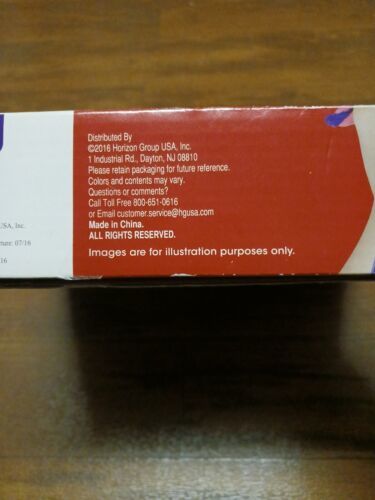 Distributed By
©2016 Horizon Group USA, Inc.
1 Industrial Rd., Dayton, NJ 08810
Please retain packaging for future reference.
Colors and contents may vary.
Questions or comments?
Call Toll Free 800-651-0616
or Email customer.service@hgusa.com
Made in China.
ALL RIGHTS RESERVED.
Images are for illustration purposes only.
USA, Inc.
cture: 07/16
16